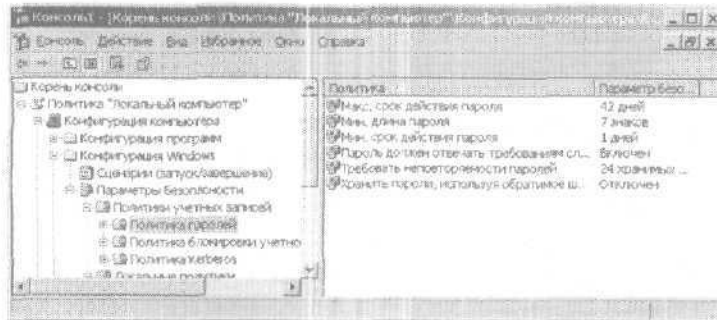 Консоль1 - [Корень консоли\Политика "Локальный компьютер"\Конфигурация компьютера\
Консоль Действие Вид Избранное Окно Справка
Корень консоли
Политика "Локальный компьютер"
Конфигурация компьютера
Конфигурация программ
Конфигурация Windows
Сценарии (запуск/завершение)
Параметры безопасности
Политики учетных записей
Политика паролей
Политика блокировки учетно
Политика Kerberos
Локальные политики
Политика Параметр безо...
Макс. срок действия пароля 42 дней
Мин. длина пароля 7 знаков
Мин. срок действия пароля 1 дней
Пароль должен отвечать требованиям сл... Включен
Требовать неповторяемости паролей 24 хранимых ...
Хранить пароли, используя обратимое ш... Отключен